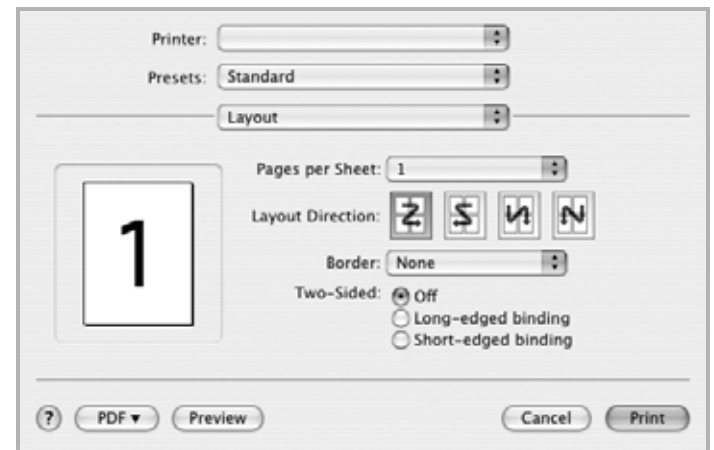 Printer:
Presets: Standard
Layout
Pages per Sheet: 1
Layout Direction:
1
Border: None
Two-Sided: Off
Long-edged binding
Short-edged binding
? PDF ▼ Preview Cancel Print